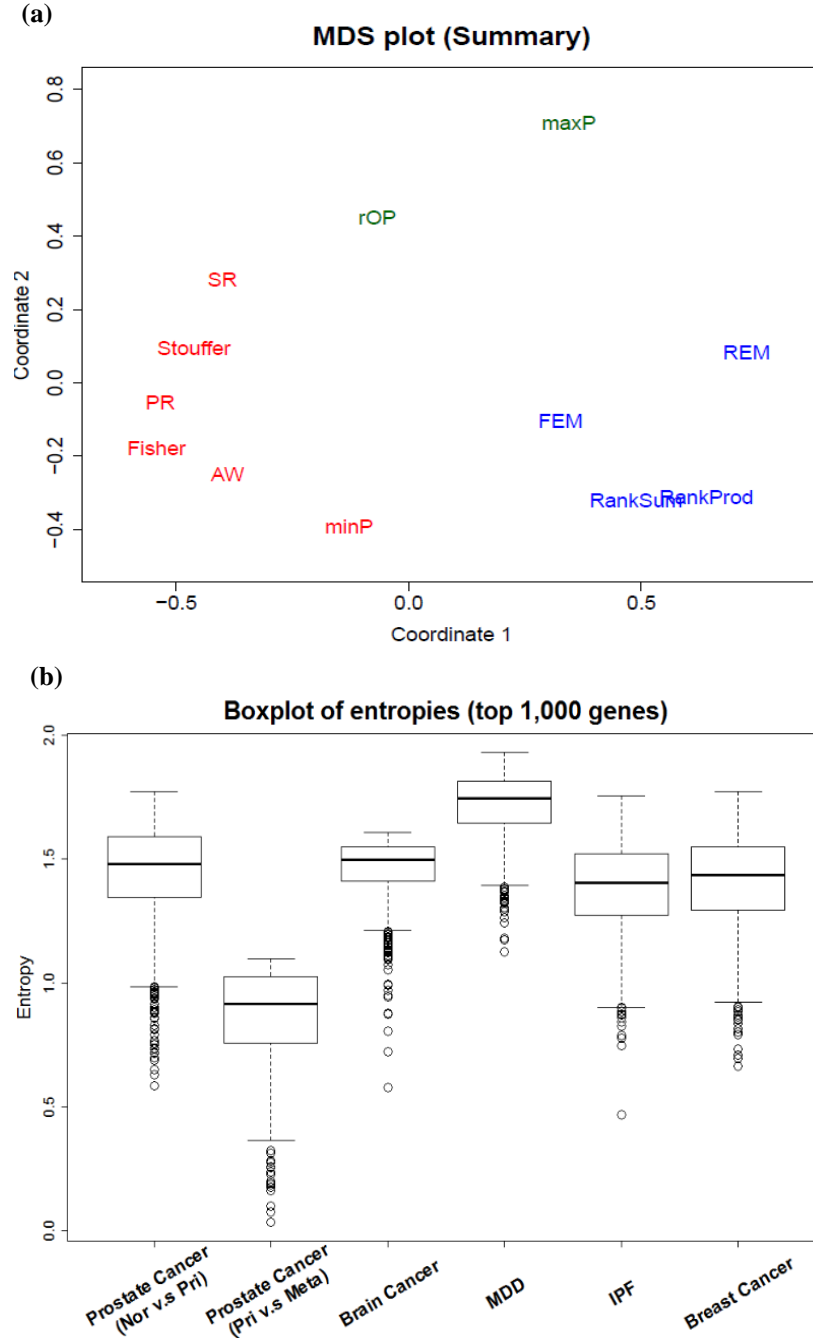 (a)
MDS plot (Summary)
Coordinate 2
0.8
0.6
0.4
0.2
0.0
−0.2
−0.4
maxP
rOP
SR
Stouffer
REM
PR
FEM
Fisher
AW
RankSum
RankProd
minP
−0.5
0.0
0.5
Coordinate 1
(b)
Boxplot of entropies (top 1,000 genes)
Entropy
2.0
1.5
1.0
0.5
0.0
Prostate Cancer
(Nor v.s Pri)
Prostate Cancer
(Pri v.s Meta)
Brain Cancer
MDD
IPF
Breast Cancer